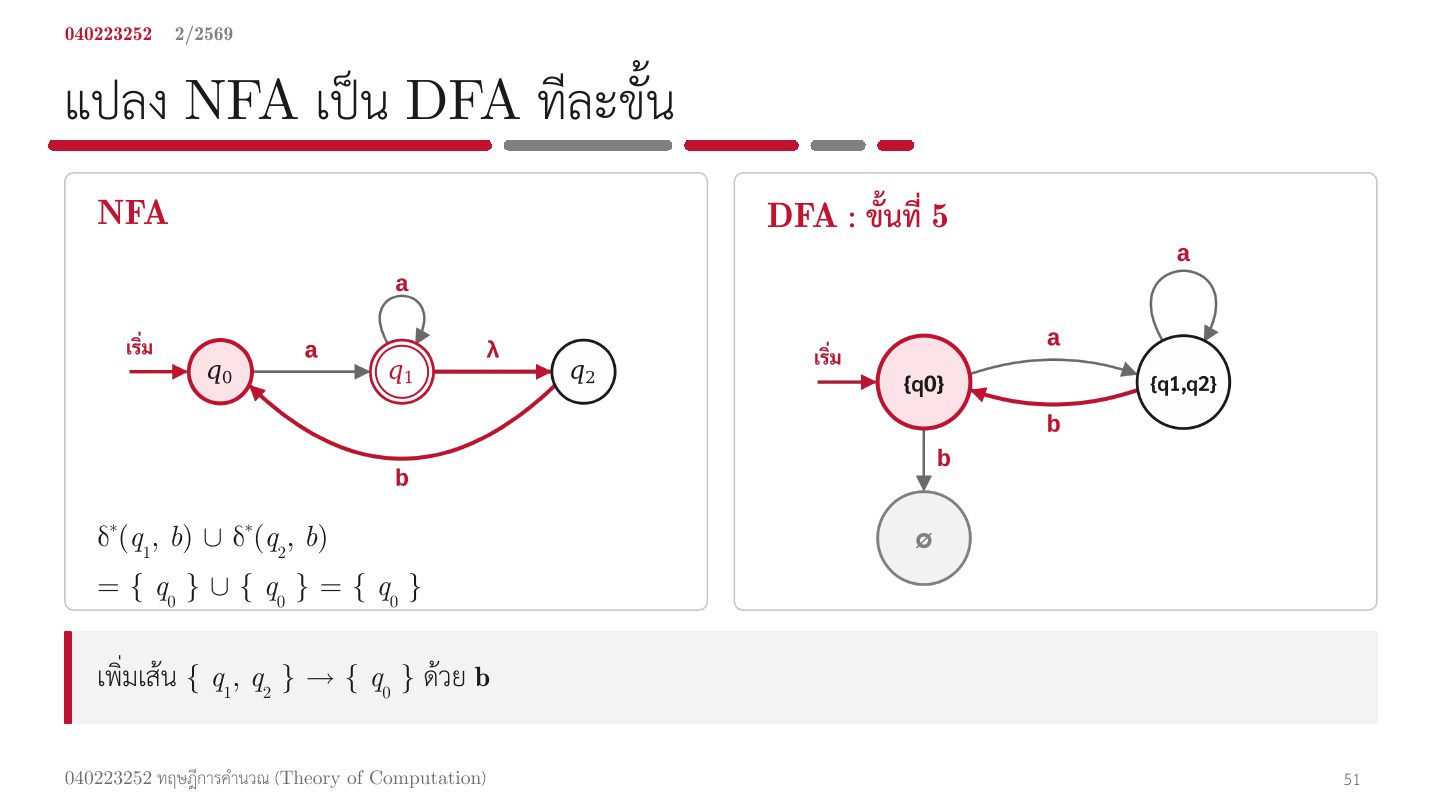 040223252 2/2569
แปลง NFA เป็น DFA ทีละขั้น
NFA
a
เริ่ม
a
λ
q0
q1
q2
b
δ*(q1, b) ∪ δ*(q2, b)
= { q0 } ∪ { q0 } = { q0 }
DFA : ขั้นที่ 5
a
a
เริ่ม
{q0}
{q1,q2}
b
b
∅
เพิ่มเส้น { q1, q2 } → { q0 } ด้วย b
040223252 ทฤษฎีการคำนวณ (Theory of Computation)
51